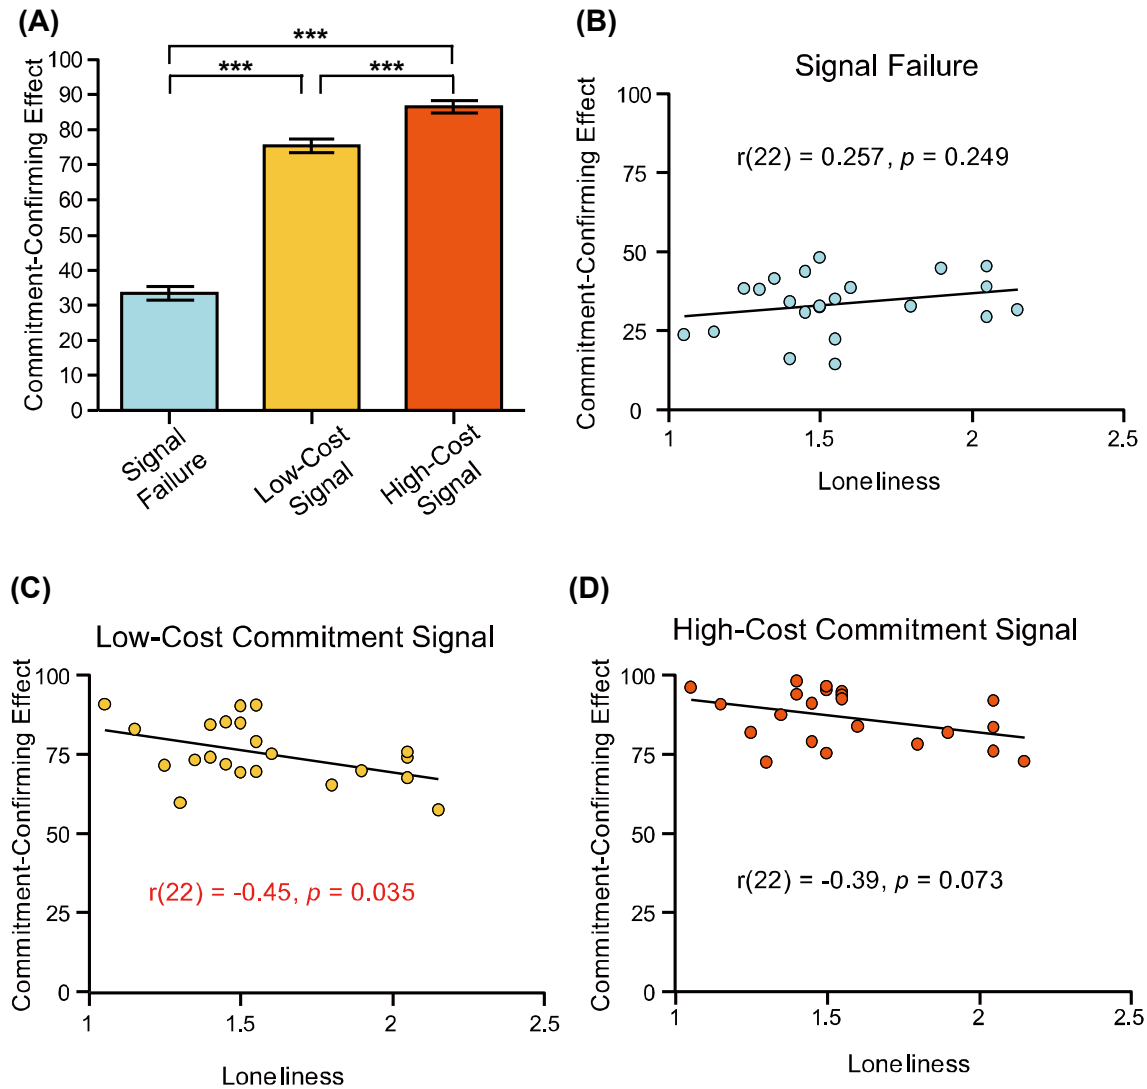 (A)
***
***
***
Commitment-Confirming Effect
100
90
80
70
60
50
40
30
20
10
0
Signal
Failure
Low-Cost
Signal
High-Cost
Signal
(B)
Signal Failure
Commitment-Confirming Effect
100
75
50
25
0
r(22) = 0.257, p = 0.249
1
1.5
2
2.5
Loneliness
(C)
Low-Cost Commitment Signal
Commitment-Confirming Effect
100
75
50
25
0
r(22) = -0.45, p = 0.035
1
1.5
2
2.5
Loneliness
(D)
High-Cost Commitment Signal
Commitment-Confirming Effect
100
75
50
25
0
r(22) = -0.39, p = 0.073
1
1.5
2
2.5
Loneliness